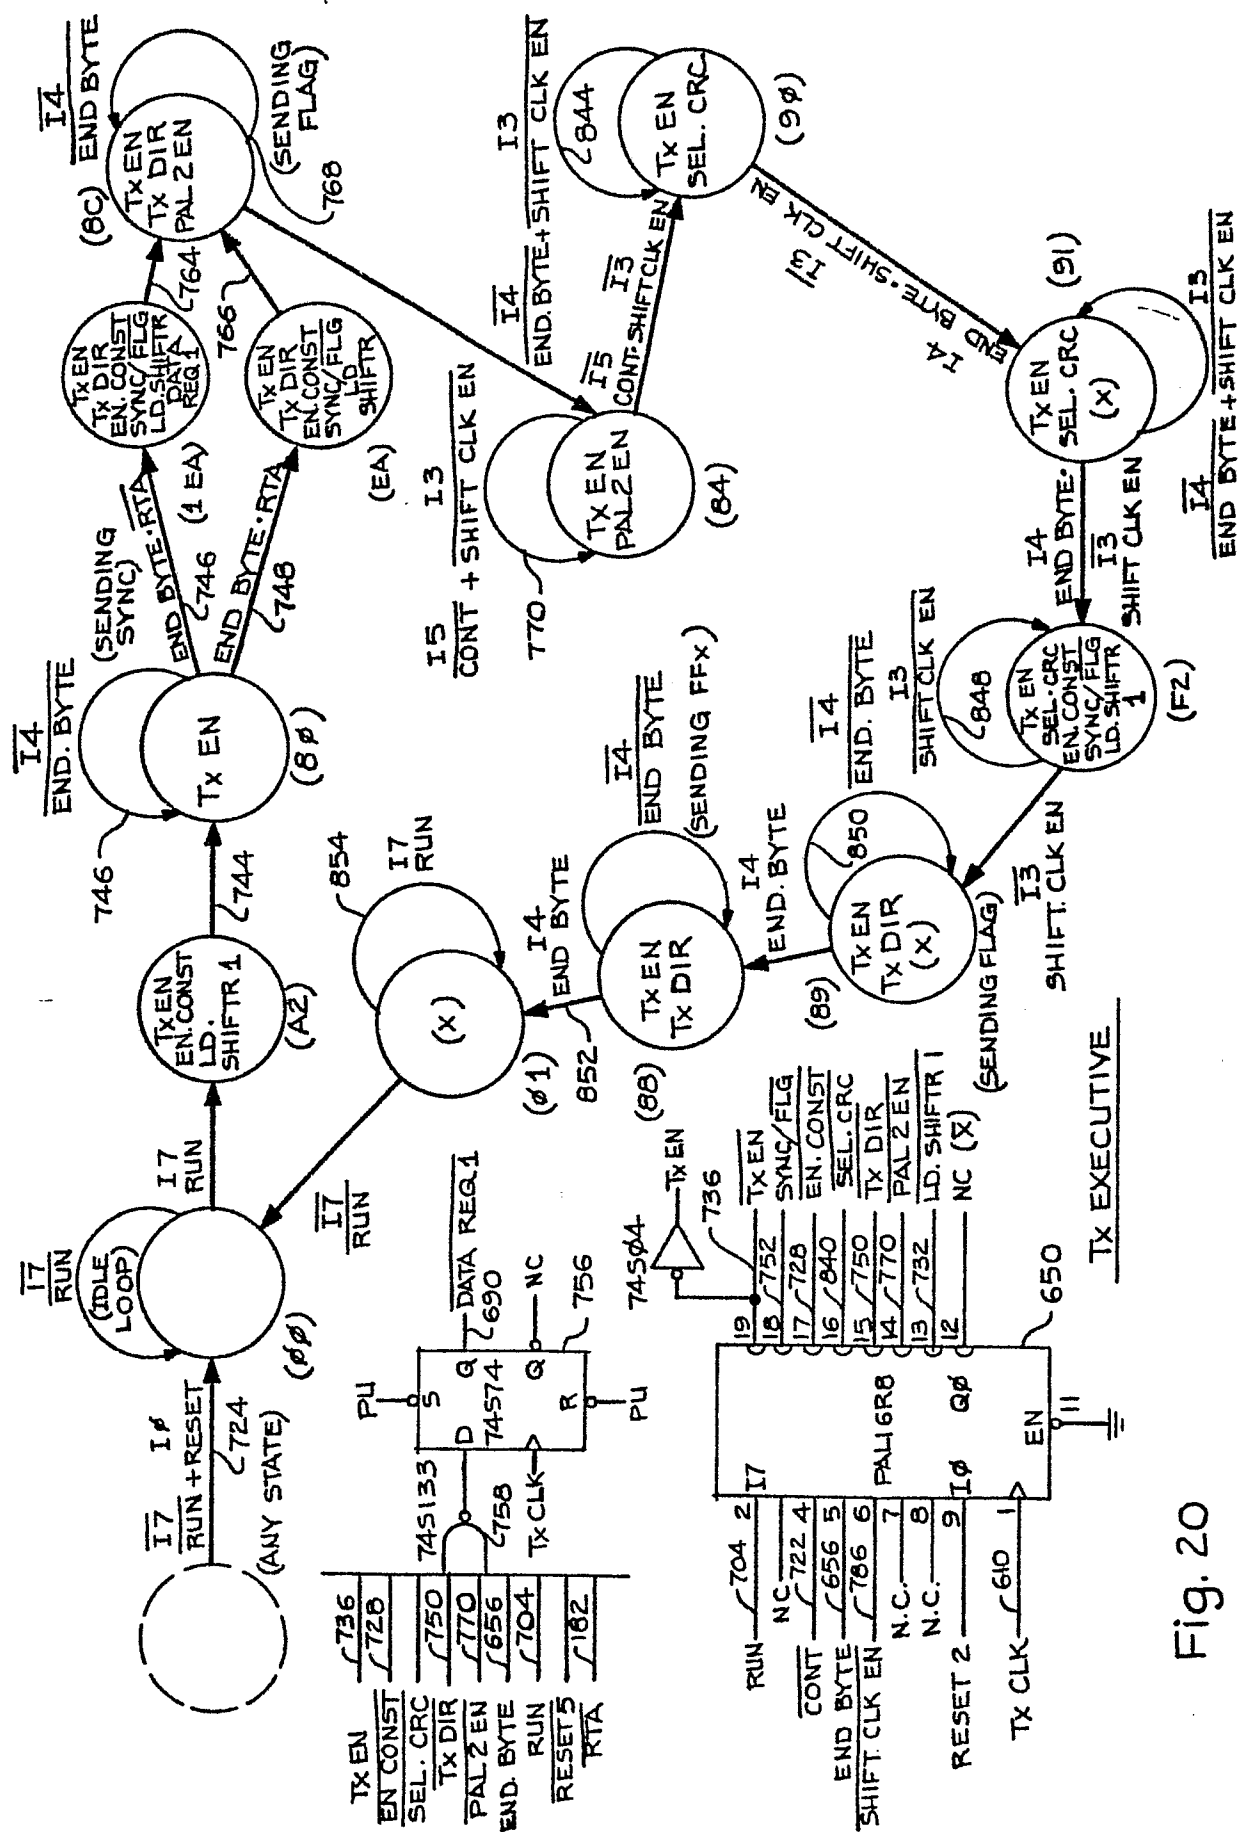 I7
RUN + RESET
IØ
724
(ANY STATE)
I7
RUN
(IDLE
LOOP)
(ØØ)
I7
RUN
Tx EN
EN.CONST
LD.
SHIFTR 1
(A2)
744
I4
END. BYTE
746
Tx EN
(8Ø)
(SENDING
SYNC)
END BYTE·RTA
746
END BYTE·RTA
748
Tx EN
Tx DIR
EN. CONST
SYNC/FLG
LD. SHIFTR
DATA
REQ 1
(1 EA)
764
Tx EN
Tx DIR
EN. CONST
SYNC/FLG
LD
SHIFTR
(EA)
766
I4
END BYTE
(8C)
Tx EN
Tx DIR
PAL 2 EN
(SENDING
FLAG)
768
I5 I3
CONT + SHIFT CLK EN
770
Tx EN
PAL 2 EN
(84)
I5 I3
CONT·SHIFT CLK EN
I4 I3
END. BYTE + SHIFT CLK EN
844
Tx EN
SEL. CRC
(9Ø)
I4 I3
END BYTE·SHIFT CLK EN
(91)
Tx EN
SEL. CRC
(X)
I4 I3
END BYTE + SHIFT CLK EN
I4
END BYTE·
I3
SHIFT CLK EN
I3
SHIFT CLK EN
848
Tx EN
SEL. CRC
EN. CONST
SYNC/FLG
LD. SHIFTR
1
(F2)
I3
SHIFT. CLK EN
I4
END. BYTE
850
Tx EN
Tx DIR
(X)
(89)
(SENDING FLAG)
I4
END. BYTE
I4
END BYTE
(SENDING FFx)
Tx EN
Tx DIR
(88)
I4
END BYTE
852
854
I7
RUN
(X)
(Ø1)
I7
RUN
Tx EN
736
EN CONST
728
SEL. CRC
Tx DIR
750
PAL 2 EN
770
END. BYTE
656
RUN
704
RESET 5
RTA
182
74S133
758
Tx CLK
PU
S
D Q
74S74
R Q
PU
DATA REQ 1
690
NC
756
74SØ4
Tx EN
736
RUN
704 2 I7
NC
CONT
722 4
END BYTE
656 5
SHIFT. CLK EN
786 6
N.C. 7
N.C. 8
RESET 2
9 IØ
Tx CLK
610 1
PAL16R8
QØ
EN
11
19 Tx EN
18 752 SYNC/FLG
17 728 EN. CONST
16 840 SEL. CRC
15 750 Tx DIR
14 770 PAL 2 EN
13 732 LD. SHIFTR 1
12 NC (X̄)
650
Tx EXECUTIVE
Fig. 20